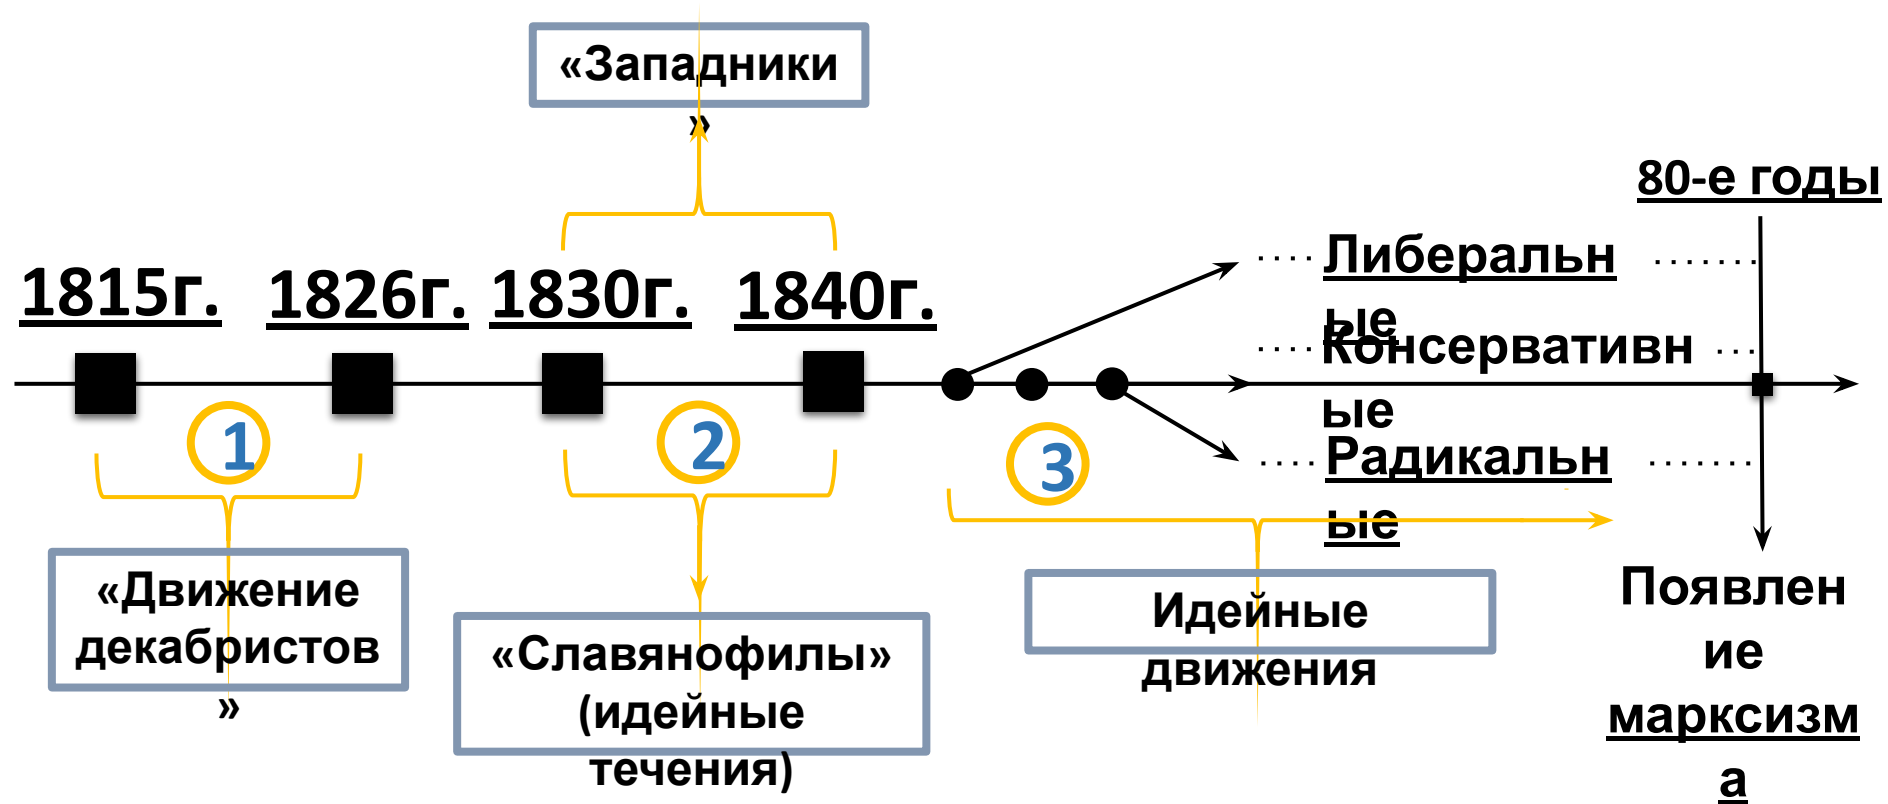 «Западники
»
80-е годы
1815г.
1826г.
1830г.
1840г.
.... Либеральн .......
ые
.... Консервативн ...
ые
.... Радикальн .......
ые
1
2
3
«Движение
декабристов
»
«Славянофилы»
(идейные
течения)
Идейные
движения
Появлен
ие
марксизм
а